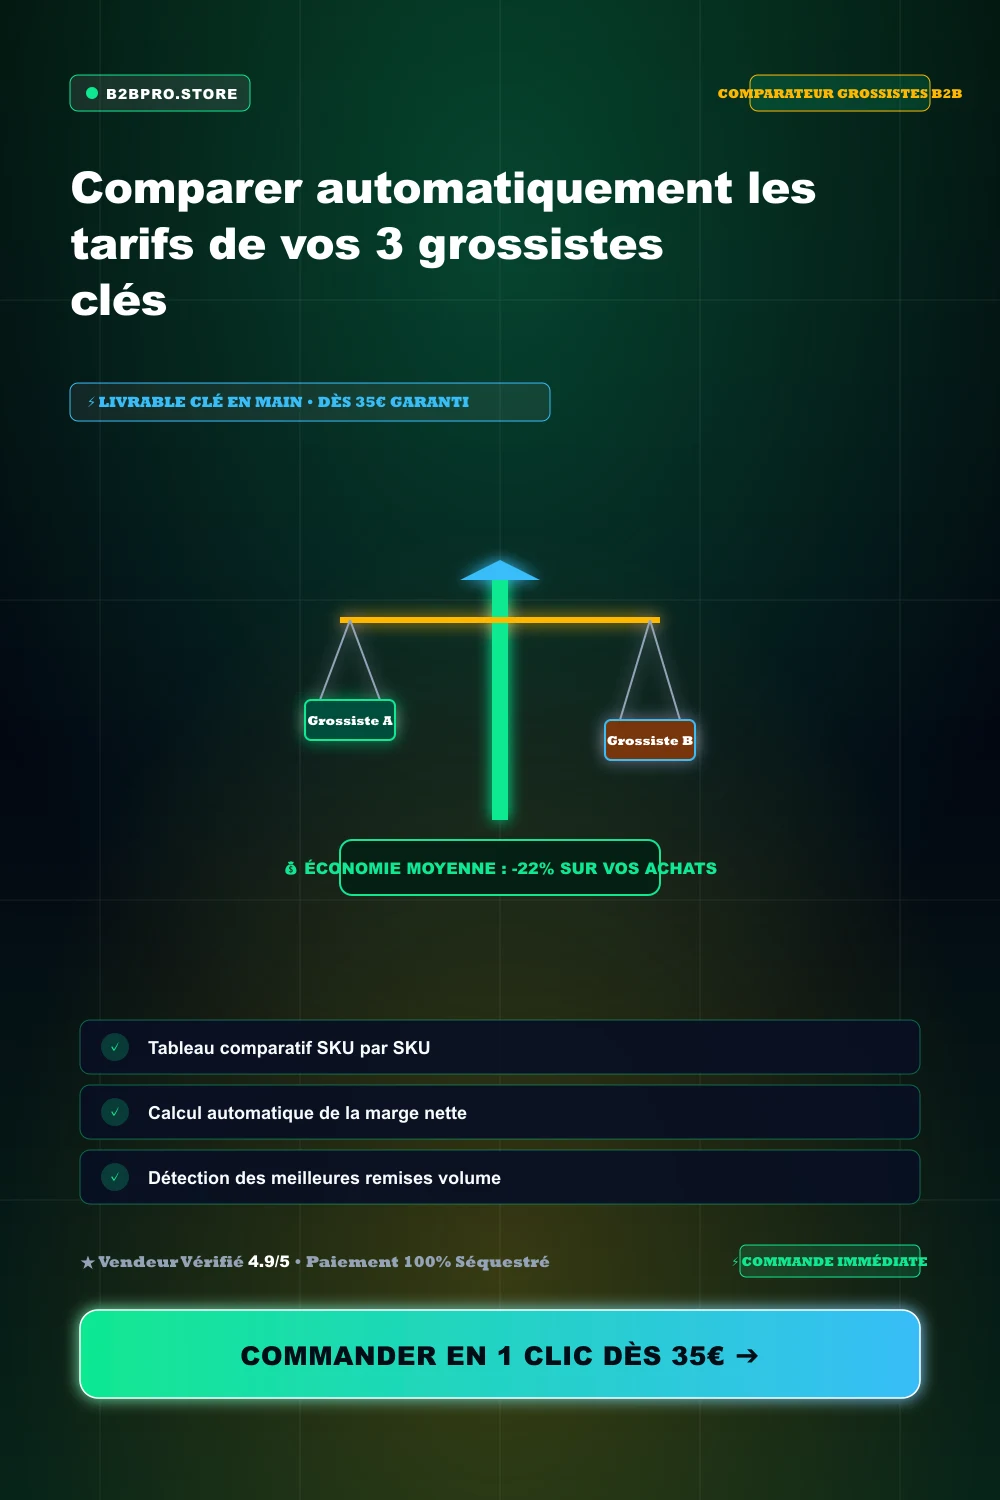 B2BPRO.STORE
COMPARATEUR GROSSISTES B2B
Comparer automatiquement les
tarifs de vos 3 grossistes
clés
⚡ LIVRABLE CLÉ EN MAIN • DÈS 35€ GARANTI
Grossiste A
Grossiste B
💰 ÉCONOMIE MOYENNE : -22% SUR VOS ACHATS
✓ Tableau comparatif SKU par SKU
✓ Calcul automatique de la marge nette
✓ Détection des meilleures remises volume
★ Vendeur Vérifié 4.9/5 • Paiement 100% Séquestré
⚡ COMMANDE IMMÉDIATE
COMMANDER EN 1 CLIC DÈS 35€ ➔